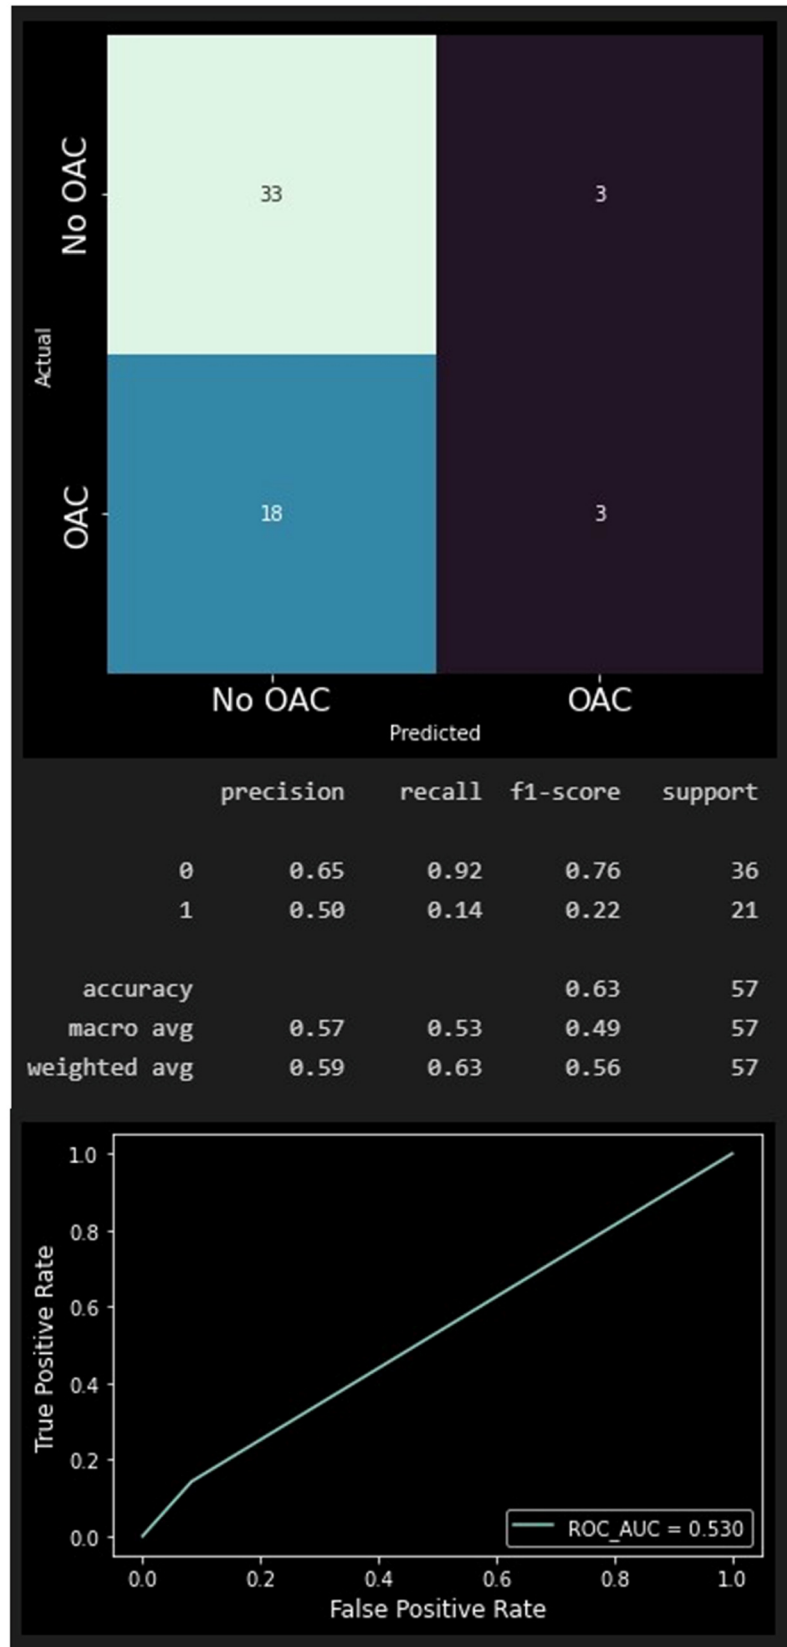 No OAC
33
3
Actual
OAC
18
3
No OAC
OAC
Predicted
precision recall f1-score support
0 0.65 0.92 0.76 36
1 0.50 0.14 0.22 21
accuracy 0.63 57
macro avg 0.57 0.53 0.49 57
weighted avg 0.59 0.63 0.56 57
True Positive Rate
1.0
0.8
0.6
0.4
0.2
0.0
ROC_AUC = 0.530
0.0 0.2 0.4 0.6 0.8 1.0
False Positive Rate